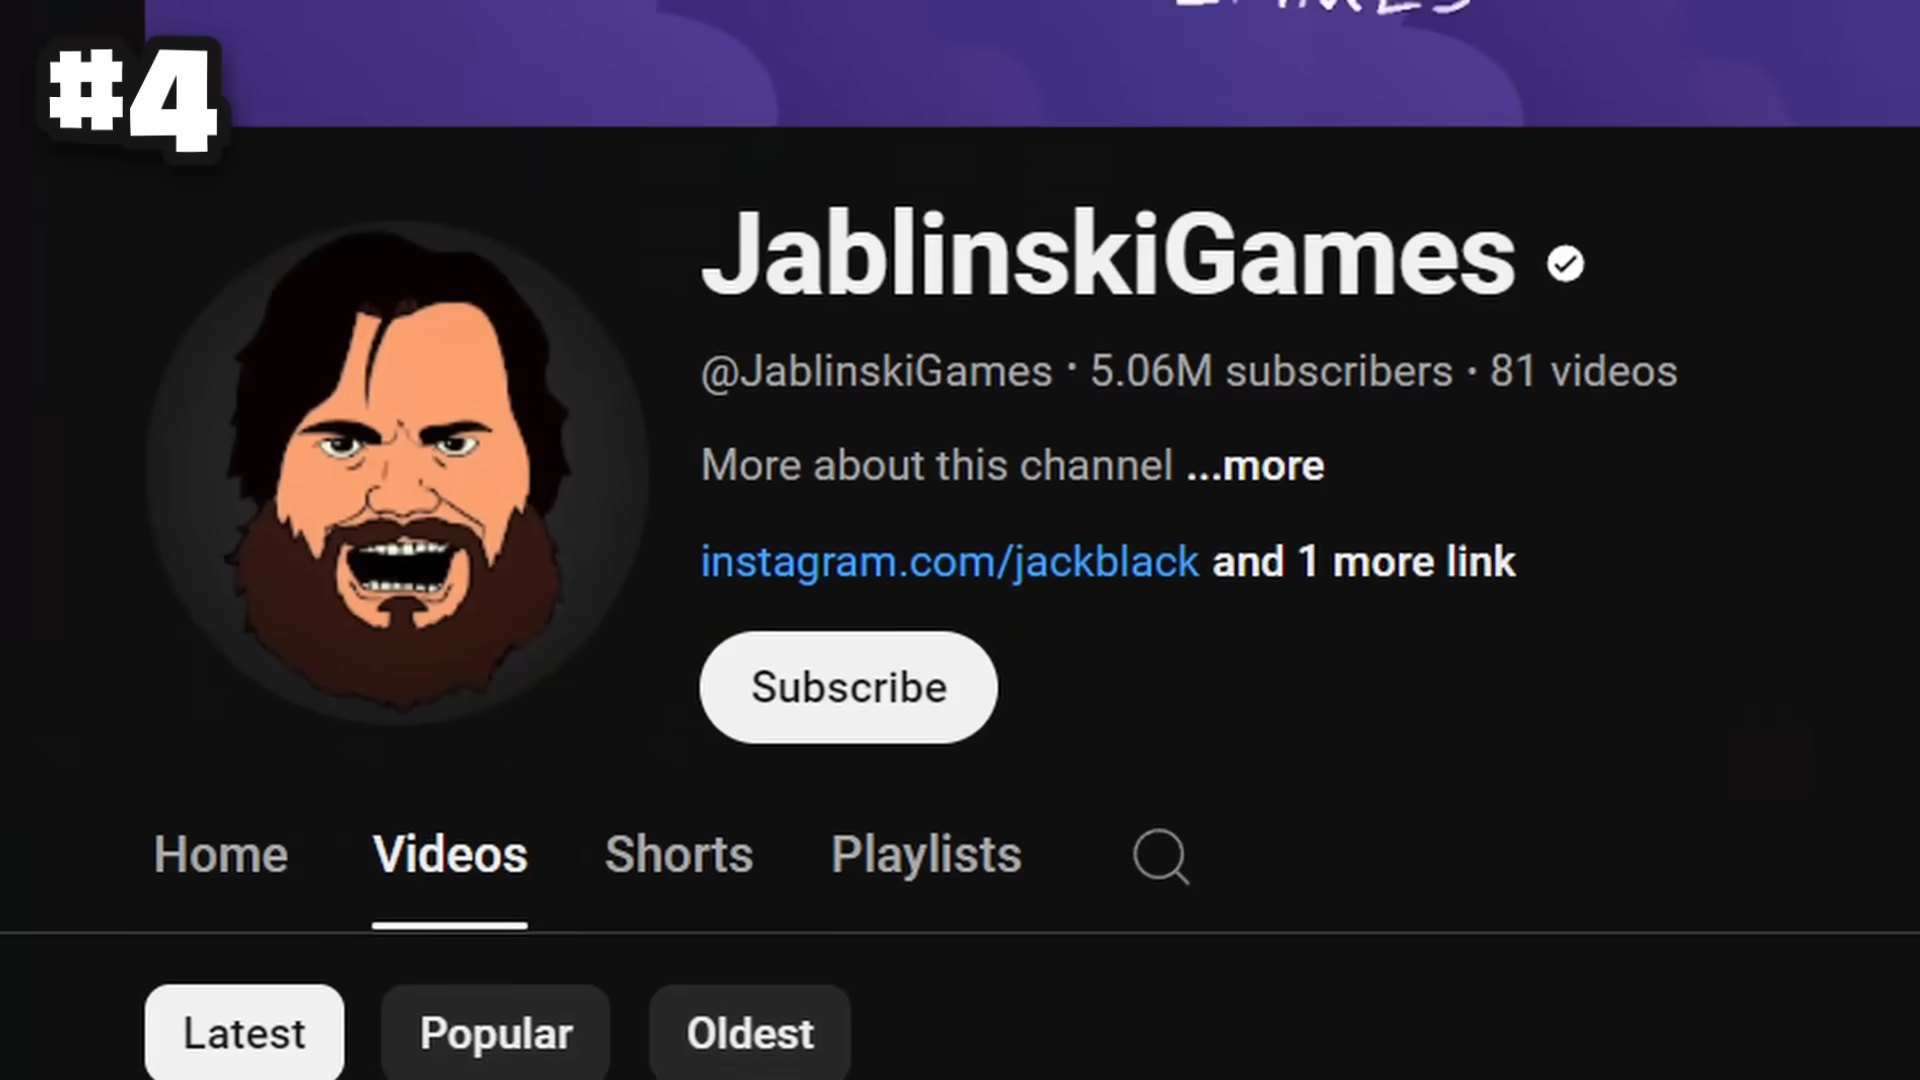 #4
JablinskiGames
@JablinskiGames · 5.06M subscribers · 81 videos
More about this channel ...more
instagram.com/jackblack and 1 more link
Subscribe
Home Videos Shorts Playlists
Latest Popular Oldest